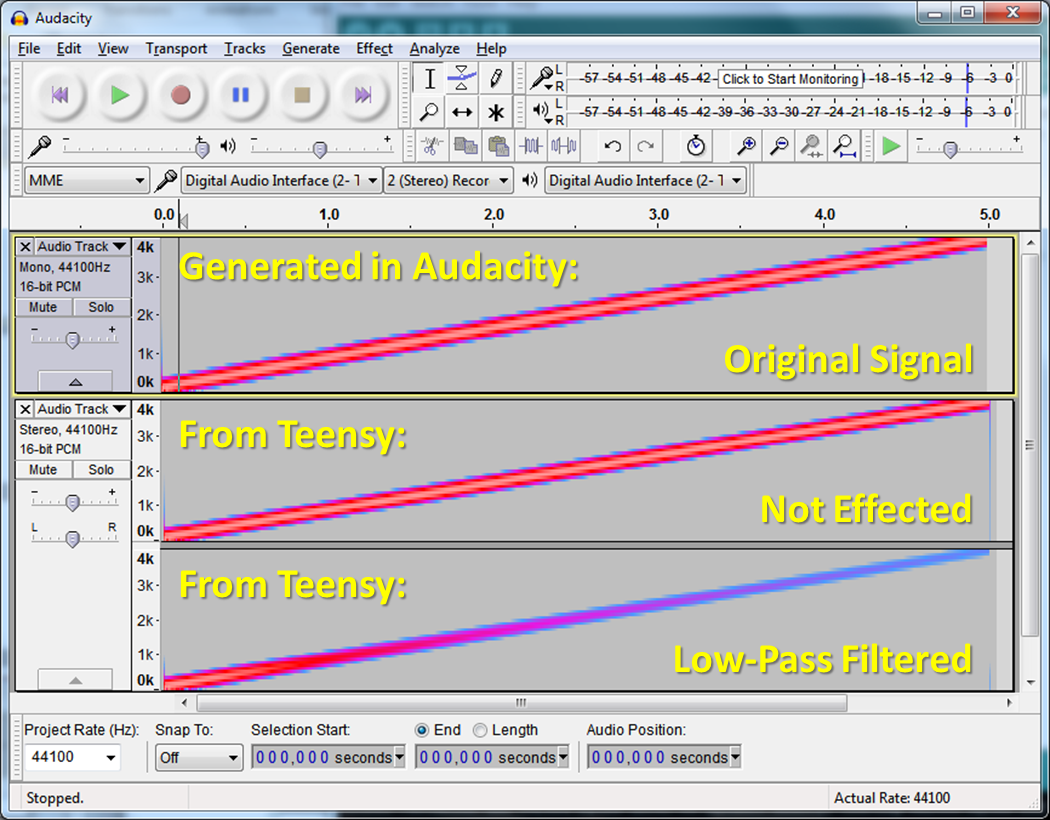 Audacity
File Edit View Transport Tracks Generate Effect Analyze Help
L R -57 -54 -51 -48 -45 -42 Click to Start Monitoring -18 -15 -12 -9 -6 -3 0
L R -57 -54 -51 -48 -45 -42 -39 -36 -33 -30 -27 -24 -21 -18 -15 -12 -9 -6 -3 0
- + - + - +
MME Digital Audio Interface (2- T 2 (Stereo) Recor Digital Audio Interface (2- T
0.0 1.0 2.0 3.0 4.0 5.0
Audio Track 4k
Mono, 44100Hz
16-bit PCM
Mute Solo
- +
3k
2k
1k
0k
Generated in Audacity:
Original Signal
Audio Track 4k
Stereo, 44100Hz
16-bit PCM
Mute Solo
- +
L R
3k
2k
1k
0k
From Teensy:
Not Effected
4k
3k
2k
1k
0k
From Teensy:
Low-Pass Filtered
Project Rate (Hz): Snap To: Selection Start: End Length Audio Position:
44100 Off 000,000 seconds 000,000 seconds 000,000 seconds
Stopped. Actual Rate: 44100